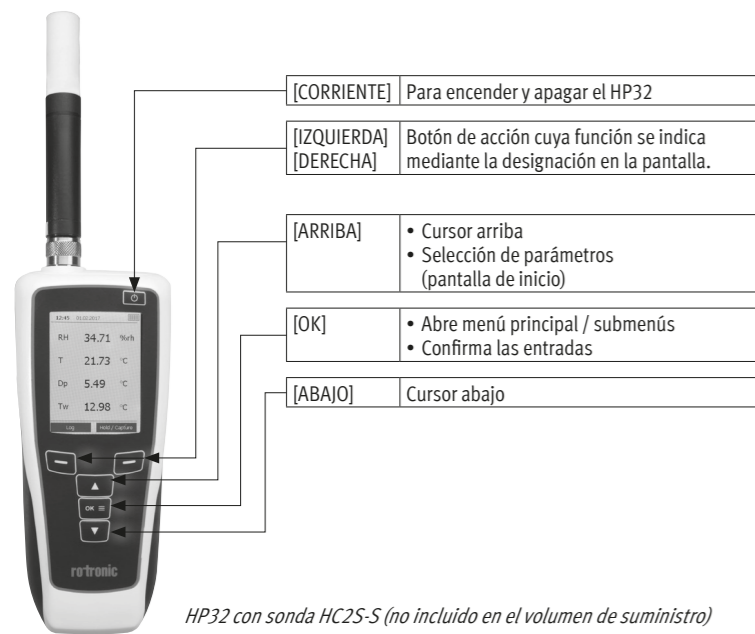 [CORRIENTE] Para encender y apagar el HP32
[IZQUIERDA] Botón de acción cuya función se indica
[DERECHA] mediante la designación en la pantalla.
[ARRIBA] • Cursor arriba
• Selección de parámetros
(pantalla de inicio)
[OK] • Abre menú principal / submenús
• Confirma las entradas
[ABAJO] Cursor abajo
12:45 01.02.2017
RH 34.71 %rh
T 21.73 °C
Dp 5.49 °C
Tw 12.98 °C
Log Hold / Capture
OK
rotronic
HP32 con sonda HC2S-S (no incluido en el volumen de suministro)